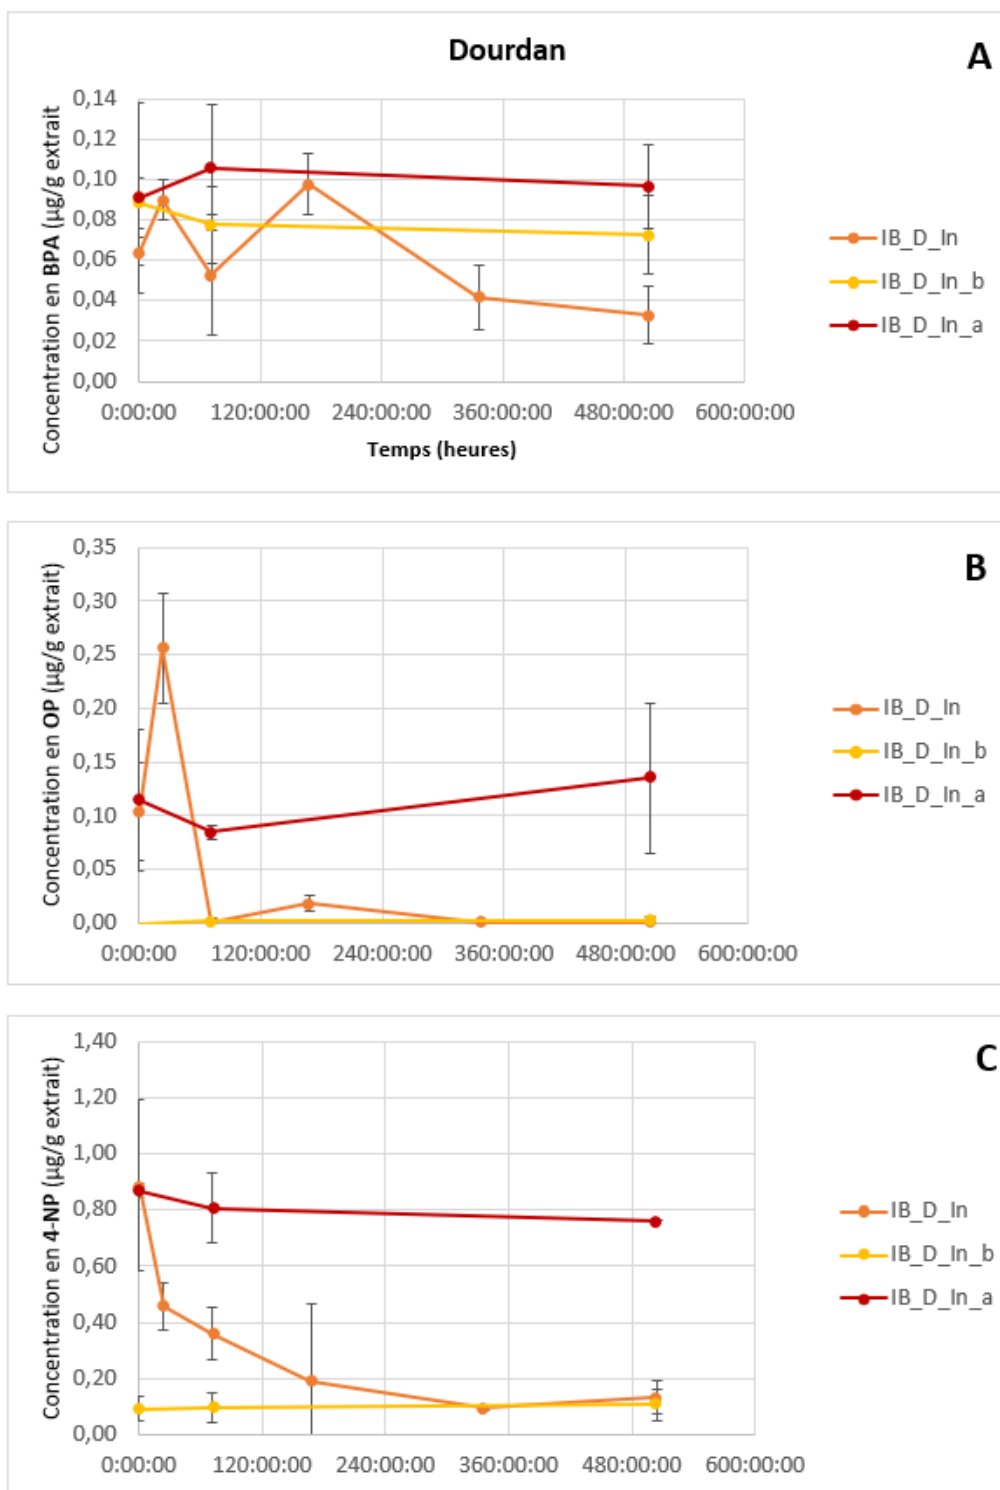 Dourdan
A
Concentration en BPA (µg/g extrait
0,14
0,12
0,10
0,08
0,06
0,04
0,02
0,00
0:00:00 120:00:00 240:00:00 360:00:00 480:00:00 600:00:00
Temps (heures)
IB_D_In
IB_D_In_b
IB_D_In_a
B
Concentration en OP (µg/g extrait)
0,35
0,30
0,25
0,20
0,15
0,10
0,05
0,00
0:00:00 120:00:00 240:00:00 360:00:00 480:00:00 600:00:00
IB_D_In
IB_D_In_b
IB_D_In_a
C
Concentration en 4-NP (µg/g extrait)
1,40
1,20
1,00
0,80
0,60
0,40
0,20
0,00
0:00:00 120:00:00 240:00:00 360:00:00 480:00:00 600:00:00
IB_D_In
IB_D_In_b
IB_D_In_a